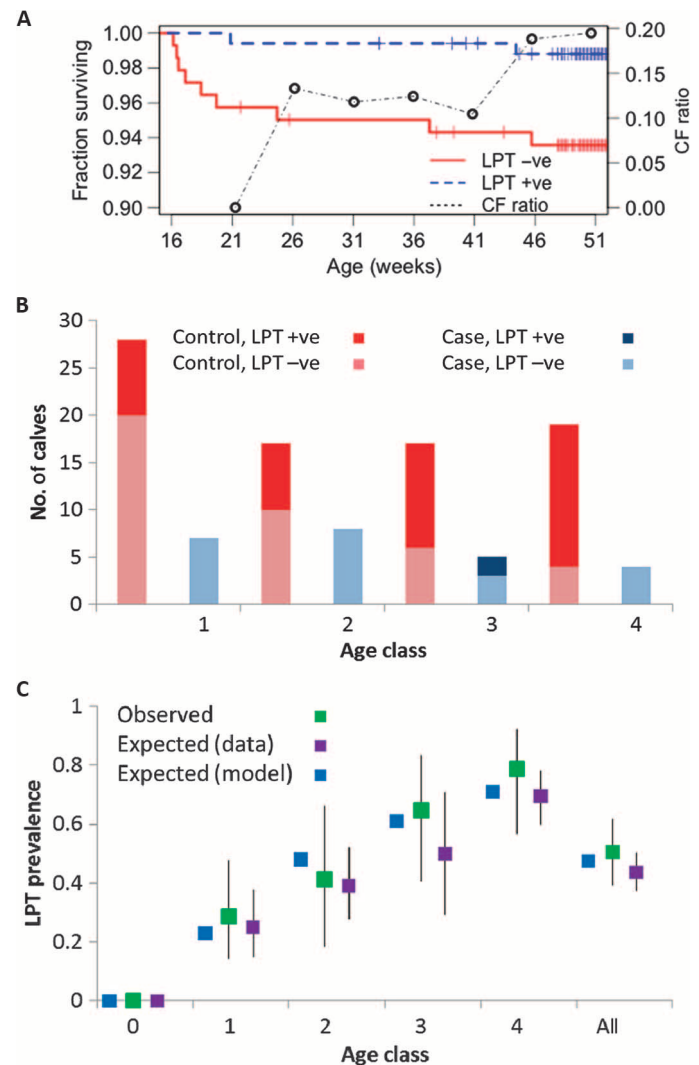 A
1.00
0.98
0.96
0.94
0.92
0.90
Fraction surviving
0.20
0.15
0.10
0.05
0.00
CF ratio
LPT –ve
LPT +ve
CF ratio
16 21 26 31 36 41 46 51
Age (weeks)
B
30
25
20
15
10
5
0
No. of calves
Control, LPT +ve Case, LPT +ve
Control, LPT –ve Case, LPT –ve
1 2 3 4
Age class
C
1
0.8
0.6
0.4
0.2
0
LPT prevalence
Observed
Expected (data)
Expected (model)
0 1 2 3 4 All
Age class